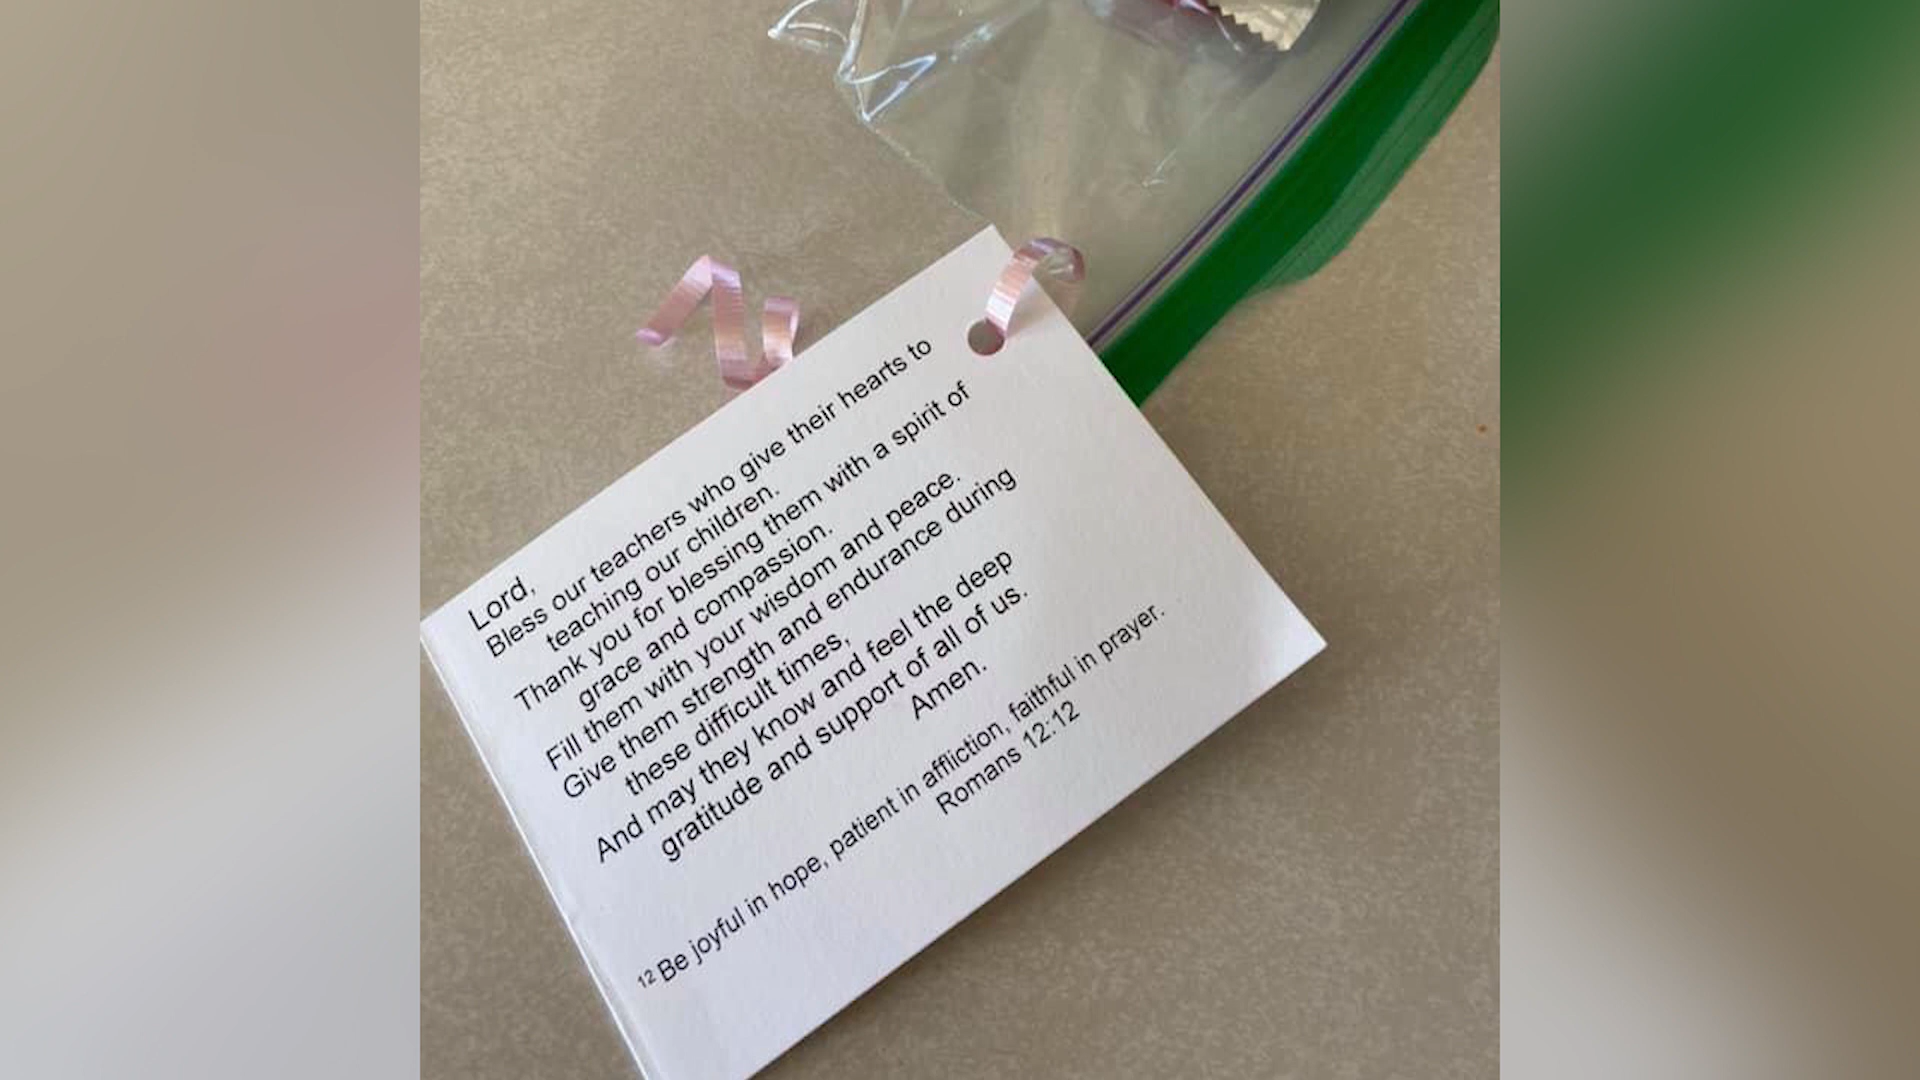 Lord,
Bless our teachers who give their hearts to
teaching our children.
Thank you for blessing them with a spirit of
grace and compassion.
Fill them with your wisdom and peace.
Give them strength and endurance during
these difficult times,
And may they know and feel the deep
gratitude and support of all of us.
Amen.
12 Be joyful in hope, patient in affliction, faithful in prayer.
Romans 12:12